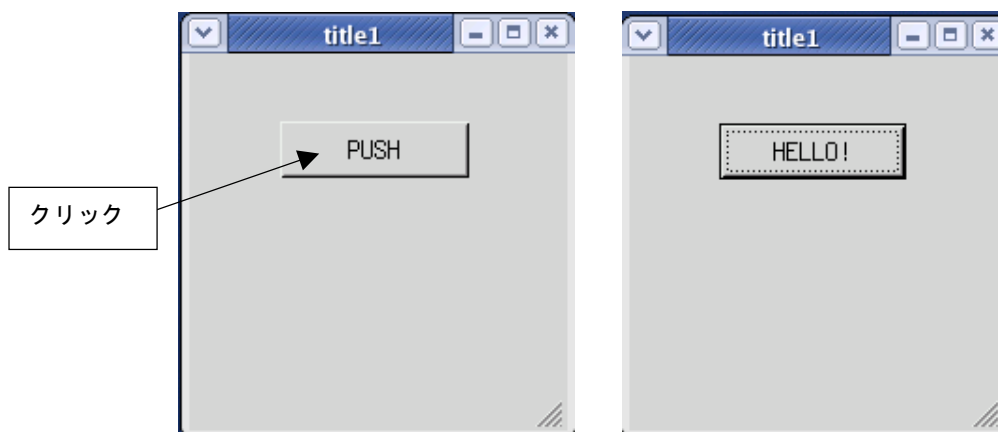 title1
PUSH
クリック
title1
HELLO!